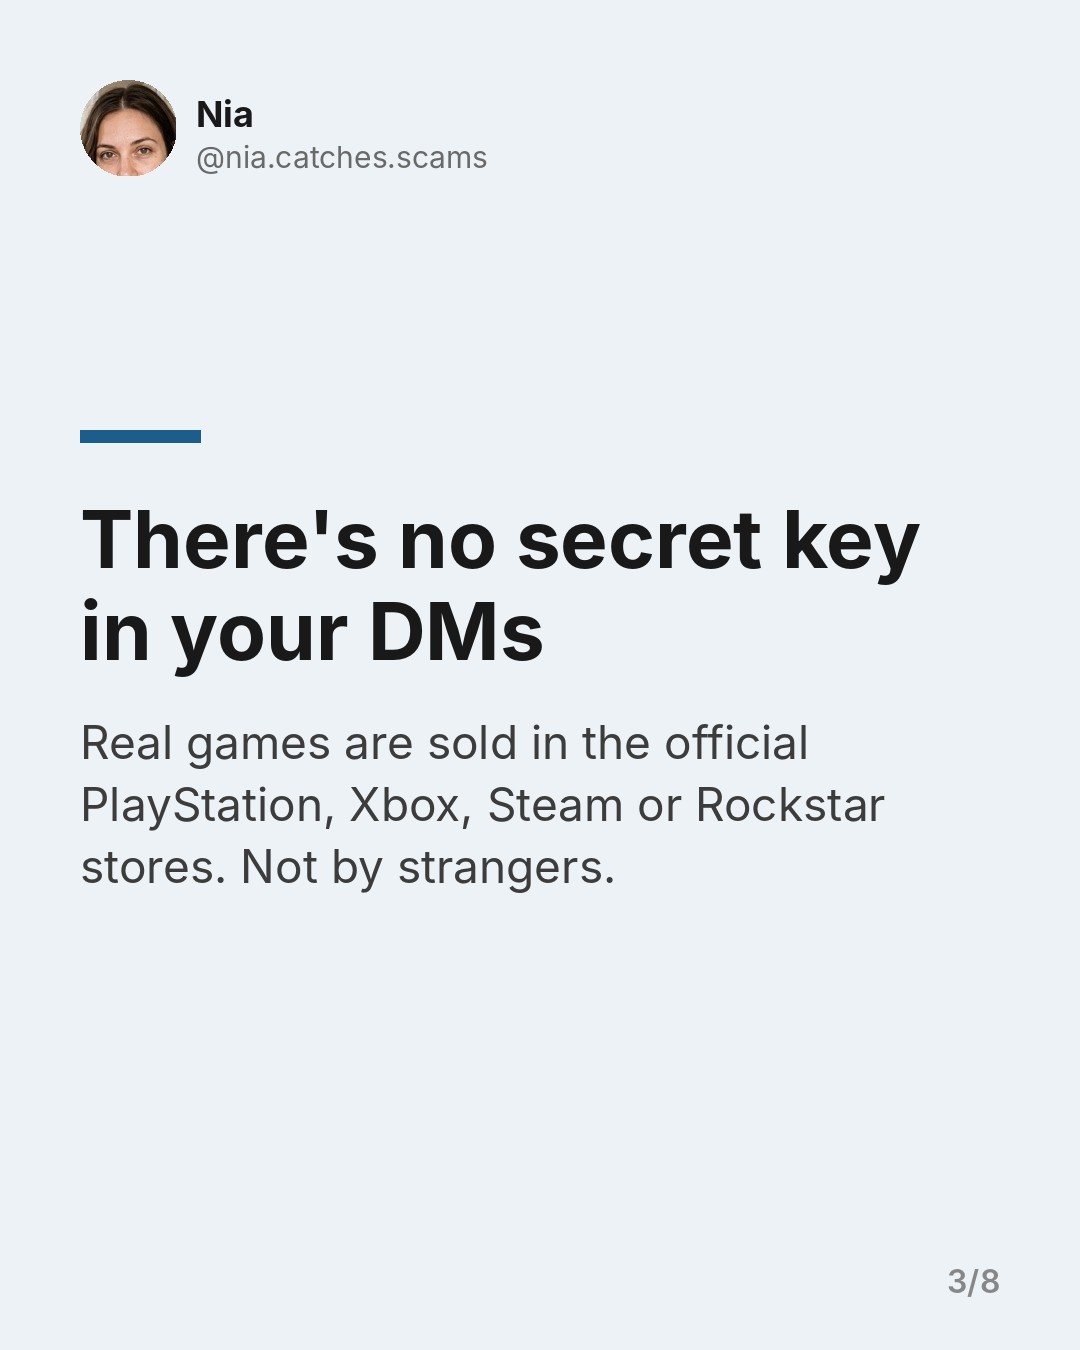 Nia
@nia.catches.scams
There's no secret key
in your DMs
Real games are sold in the official
PlayStation, Xbox, Steam or Rockstar
stores. Not by strangers.
3/8